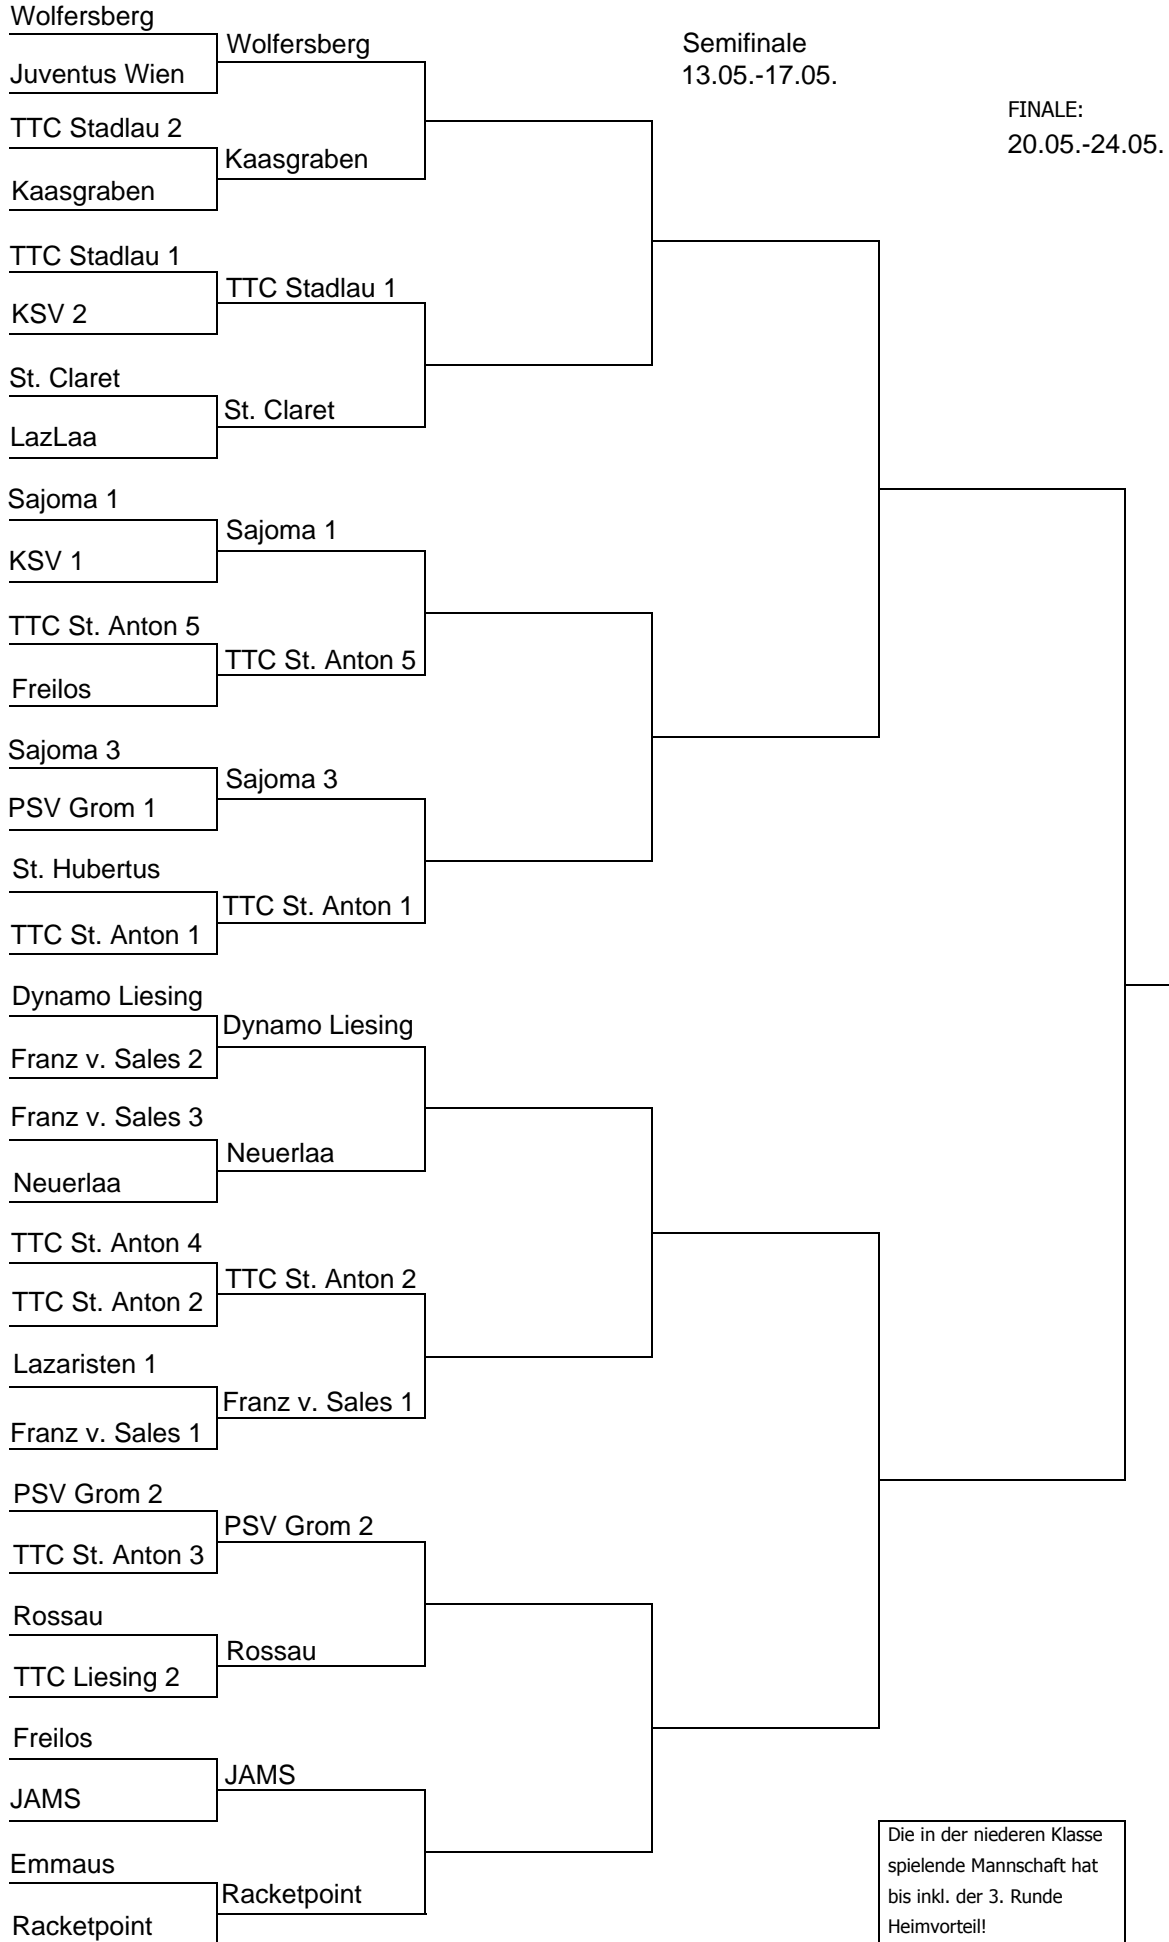 Wolfersberg
Juventus Wien
TTC Stadlau 2
Kaasgraben
TTC Stadlau 1
KSV 2
St. Claret
LazLaa
Sajoma 1
KSV 1
TTC St. Anton 5
Freilos
Sajoma 3
PSV Grom 1
St. Hubertus
TTC St. Anton 1
Dynamo Liesing
Franz v. Sales 2
Franz v. Sales 3
Neuerlaa
TTC St. Anton 4
TTC St. Anton 2
Lazaristen 1
Franz v. Sales 1
PSV Grom 2
TTC St. Anton 3
Rossau
TTC Liesing 2
Freilos
JAMS
Emmaus
Racketpoint
Wolfersberg
Kaasgraben
TTC Stadlau 1
St. Claret
Sajoma 1
TTC St. Anton 5
Sajoma 3
TTC St. Anton 1
Dynamo Liesing
Neuerlaa
TTC St. Anton 2
Franz v. Sales 1
PSV Grom 2
Rossau
JAMS
Racketpoint
Semifinale
13.05.-17.05.
FINALE:
20.05.-24.05.
Die in der niederen Klasse
spielende Mannschaft hat
bis inkl. der 3. Runde
Heimvorteil!